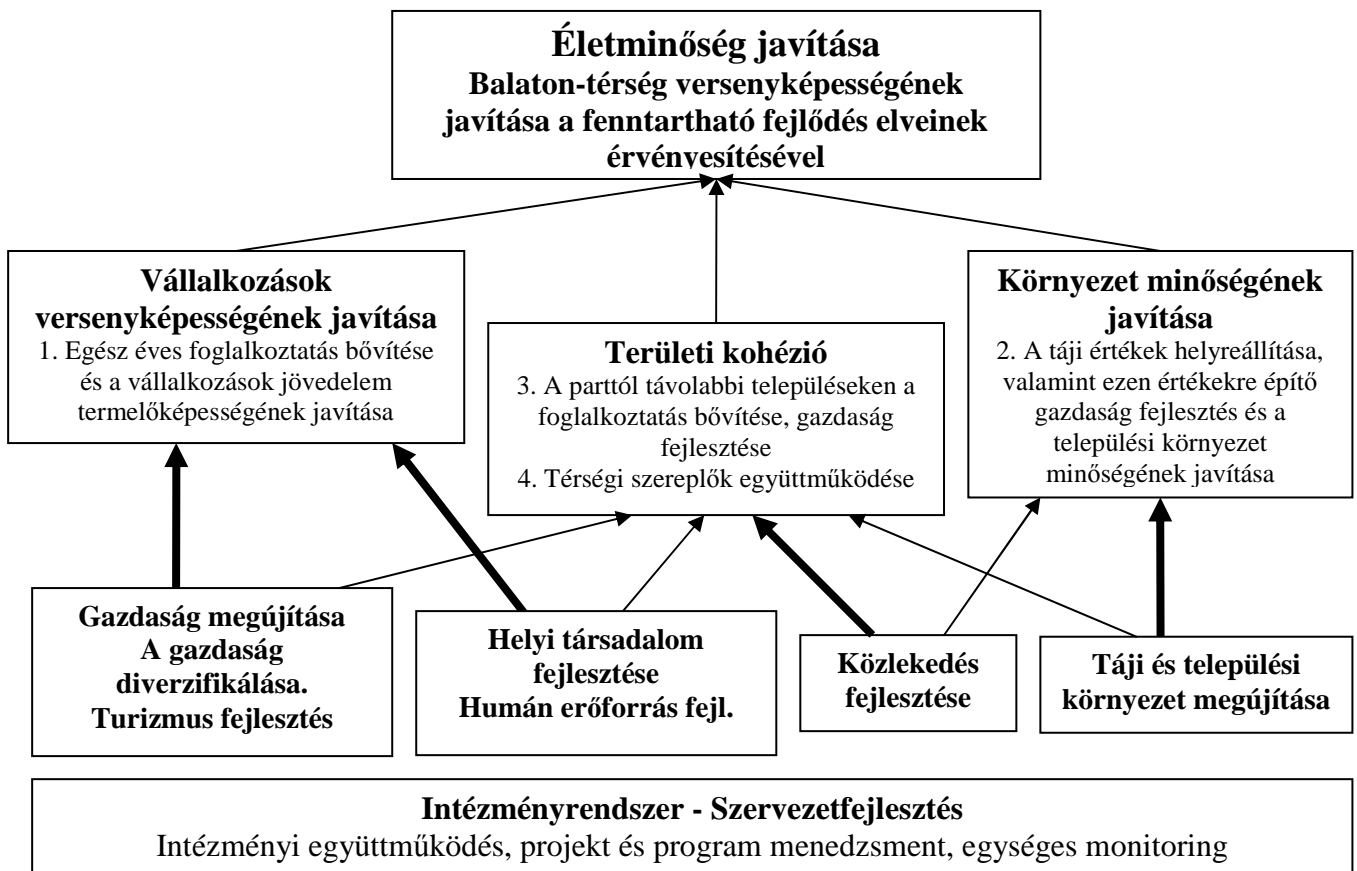 Életminőség javítása
Balaton-térség versenyképességének
javítása a fenntartható fejlődés elveinek
érvényesítésével
Vállalkozások
versenyképességének javítása
1. Egész éves foglalkoztatás bővítése
és a vállalkozások jövedelem
termelőképességének javítása
Területi kohézió
3. A parttól távolabbi településeken a
foglalkoztatás bővítése, gazdaság
fejlesztése
4. Térségi szereplők együttműködése
Környezet minőségének
javítása
2. A táji értékek helyreállítása,
valamint ezen értékekre építő
gazdaság fejlesztés és a
települési környezet
minőségének javítása
Gazdaság megújítása
A gazdaság
diverzifikálása.
Turizmus fejlesztés
Helyi társadalom
fejlesztése
Humán erőforrás fejl.
Közlekedés
fejlesztése
Táji és települési
környezet megújítása
Intézményrendszer - Szervezetfejlesztés
Intézményi együttműködés, projekt és program menedzsment, egységes monitoring